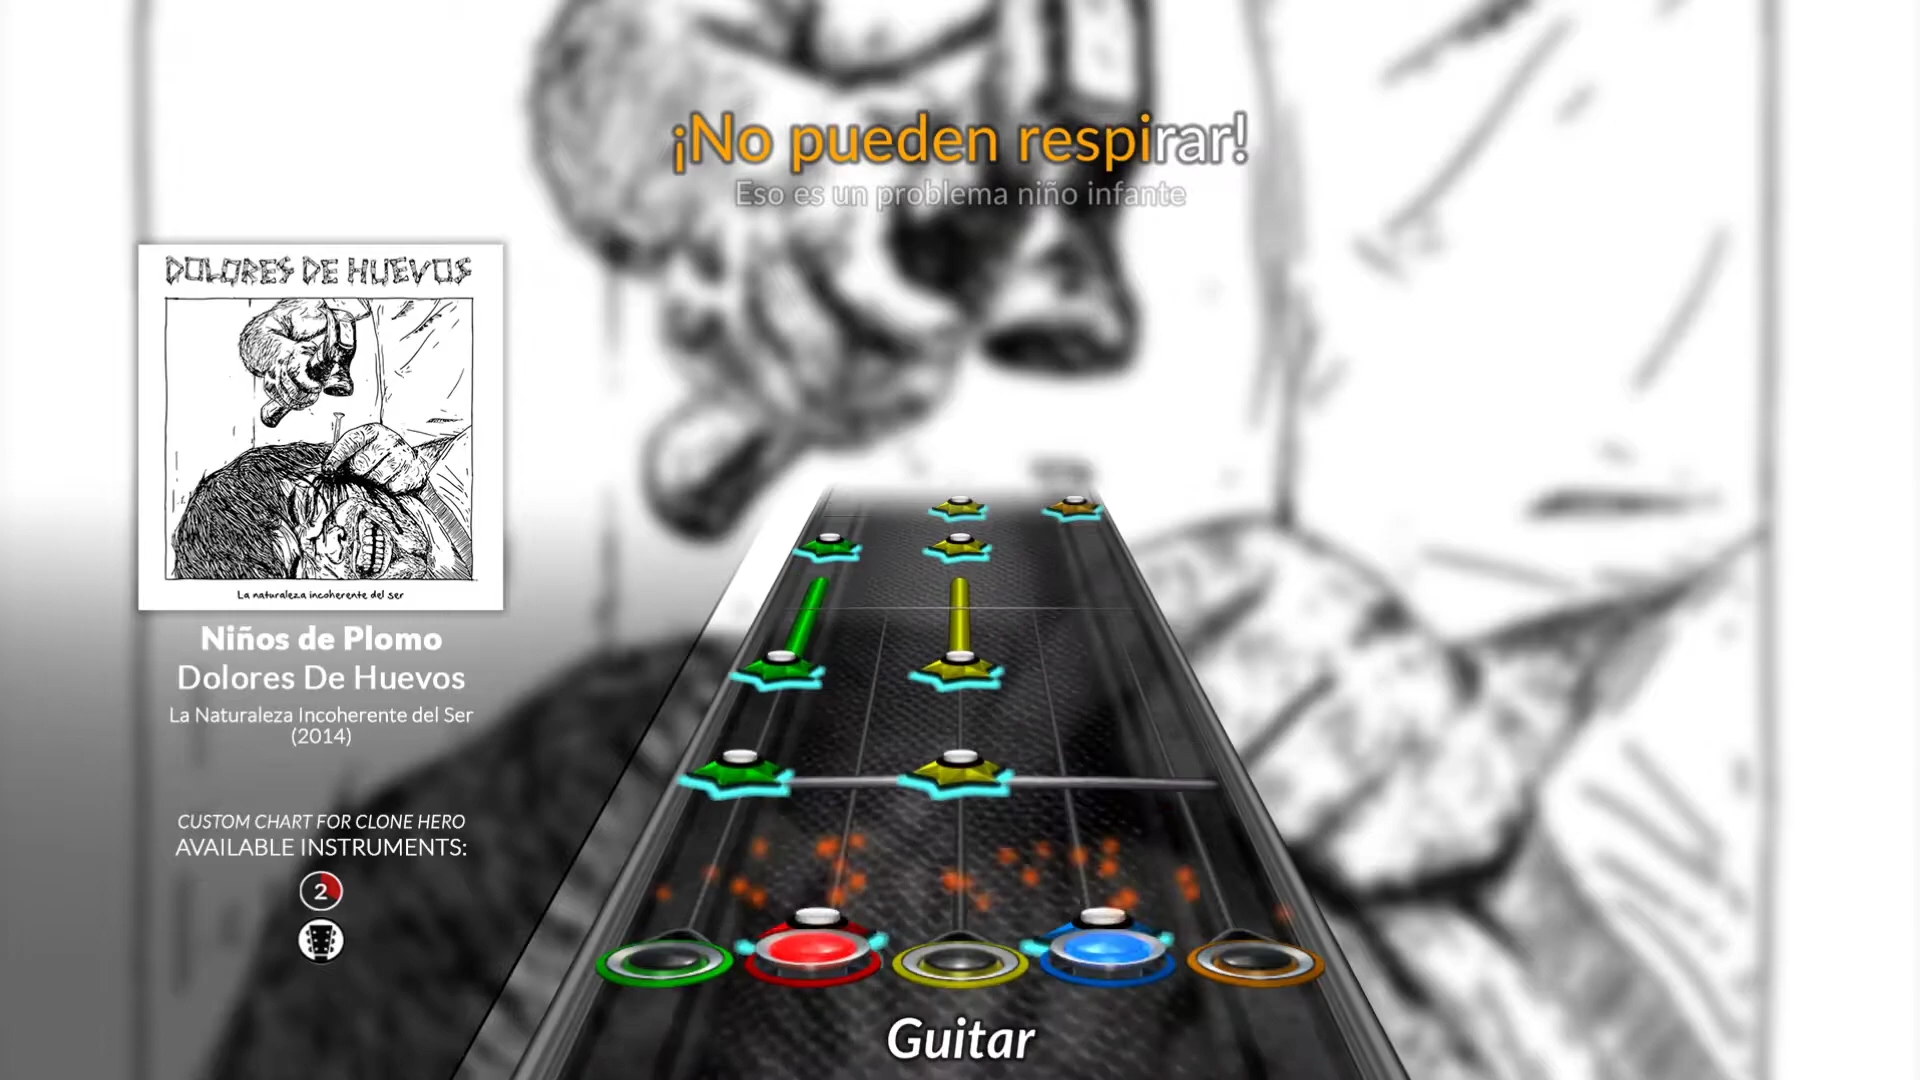 ¡No pueden respirar!
Eso es un problema niño infante
DOLORES DE HUEVOS
La naturaleza incoherente del ser
Niños de Plomo
Dolores De Huevos
La Naturaleza Incoherente del Ser
(2014)
CUSTOM CHART FOR CLONE HERO
AVAILABLE INSTRUMENTS:
2
Guitar